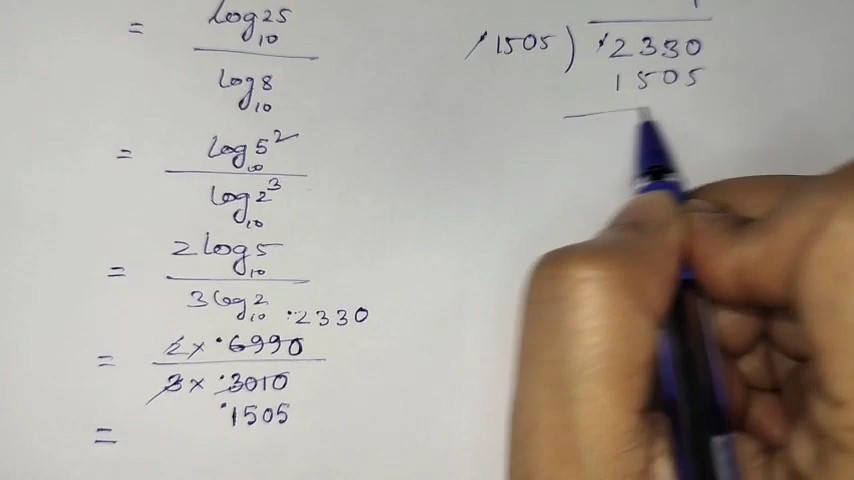 = log₁₀25
log₁₀8
= log₁₀5²
log₁₀2³
= 2log₁₀5
3log₁₀2
.2330
= 2× .6990
3× .3010
.1505
=
.1505 ) .2330
1505